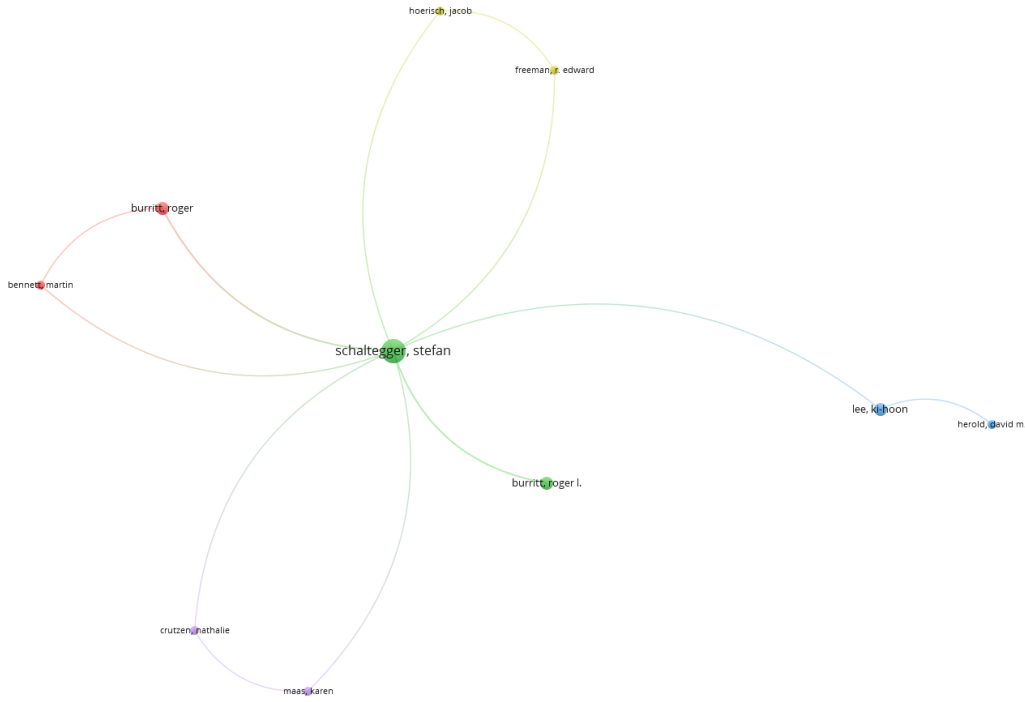 hoerisch, jacob
freeman, r. edward
burritt, roger
bennett, martin
schaltegger, stefan
lee, ki-hoon
herold, david m.
burritt, roger l.
crutzen, nathalie
maas, karen